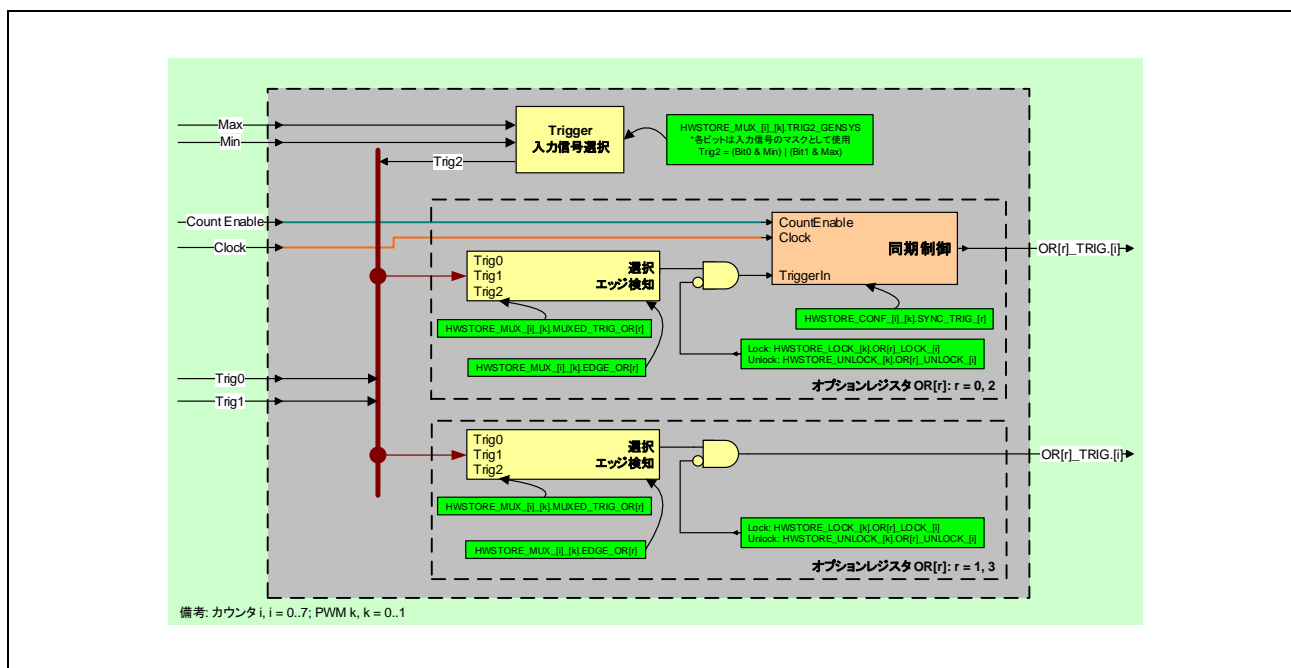 Max
Min
Trigger
入力信号選択
HWSTORE_MUX_[i]_[k].TRIG2_GENSYS
*各ビットは入力信号のマスクとして使用
Trig2 = (Bit0 & Min) | (Bit1 & Max)
Trig2
Count Enable
Clock
CountEnable
Clock
同期制御
TriggerIn
OR[r]_TRIG.[i]
Trig0
Trig1
Trig2
選択
エッジ検知
HWSTORE_MUX_[i]_[k].MUXED_TRIG_OR[r]
HWSTORE_CONF_[i]_[k].SYNC_TRIG_[r]
HWSTORE_MUX_[i]_[k].EDGE_OR[r]
Lock: HWSTORE_LOCK_[k].OR[r]_LOCK_[i]
Unlock: HWSTORE_UNLOCK_[k].OR[r]_UNLOCK_[i]
オプションレジスタ OR[r]: r = 0, 2
Trig0
Trig1
Trig0
Trig1
Trig2
選択
エッジ検知
OR[r]_TRIG.[i]
HWSTORE_MUX_[i]_[k].MUXED_TRIG_OR[r]
HWSTORE_MUX_[i]_[k].EDGE_OR[r]
Lock: HWSTORE_LOCK_[k].OR[r]_LOCK_[i]
Unlock: HWSTORE_UNLOCK_[k].OR[r]_UNLOCK_[i]
オプションレジスタ OR[r]: r = 1, 3
備考: カウンタ i, i = 0..7; PWM k, k = 0..1